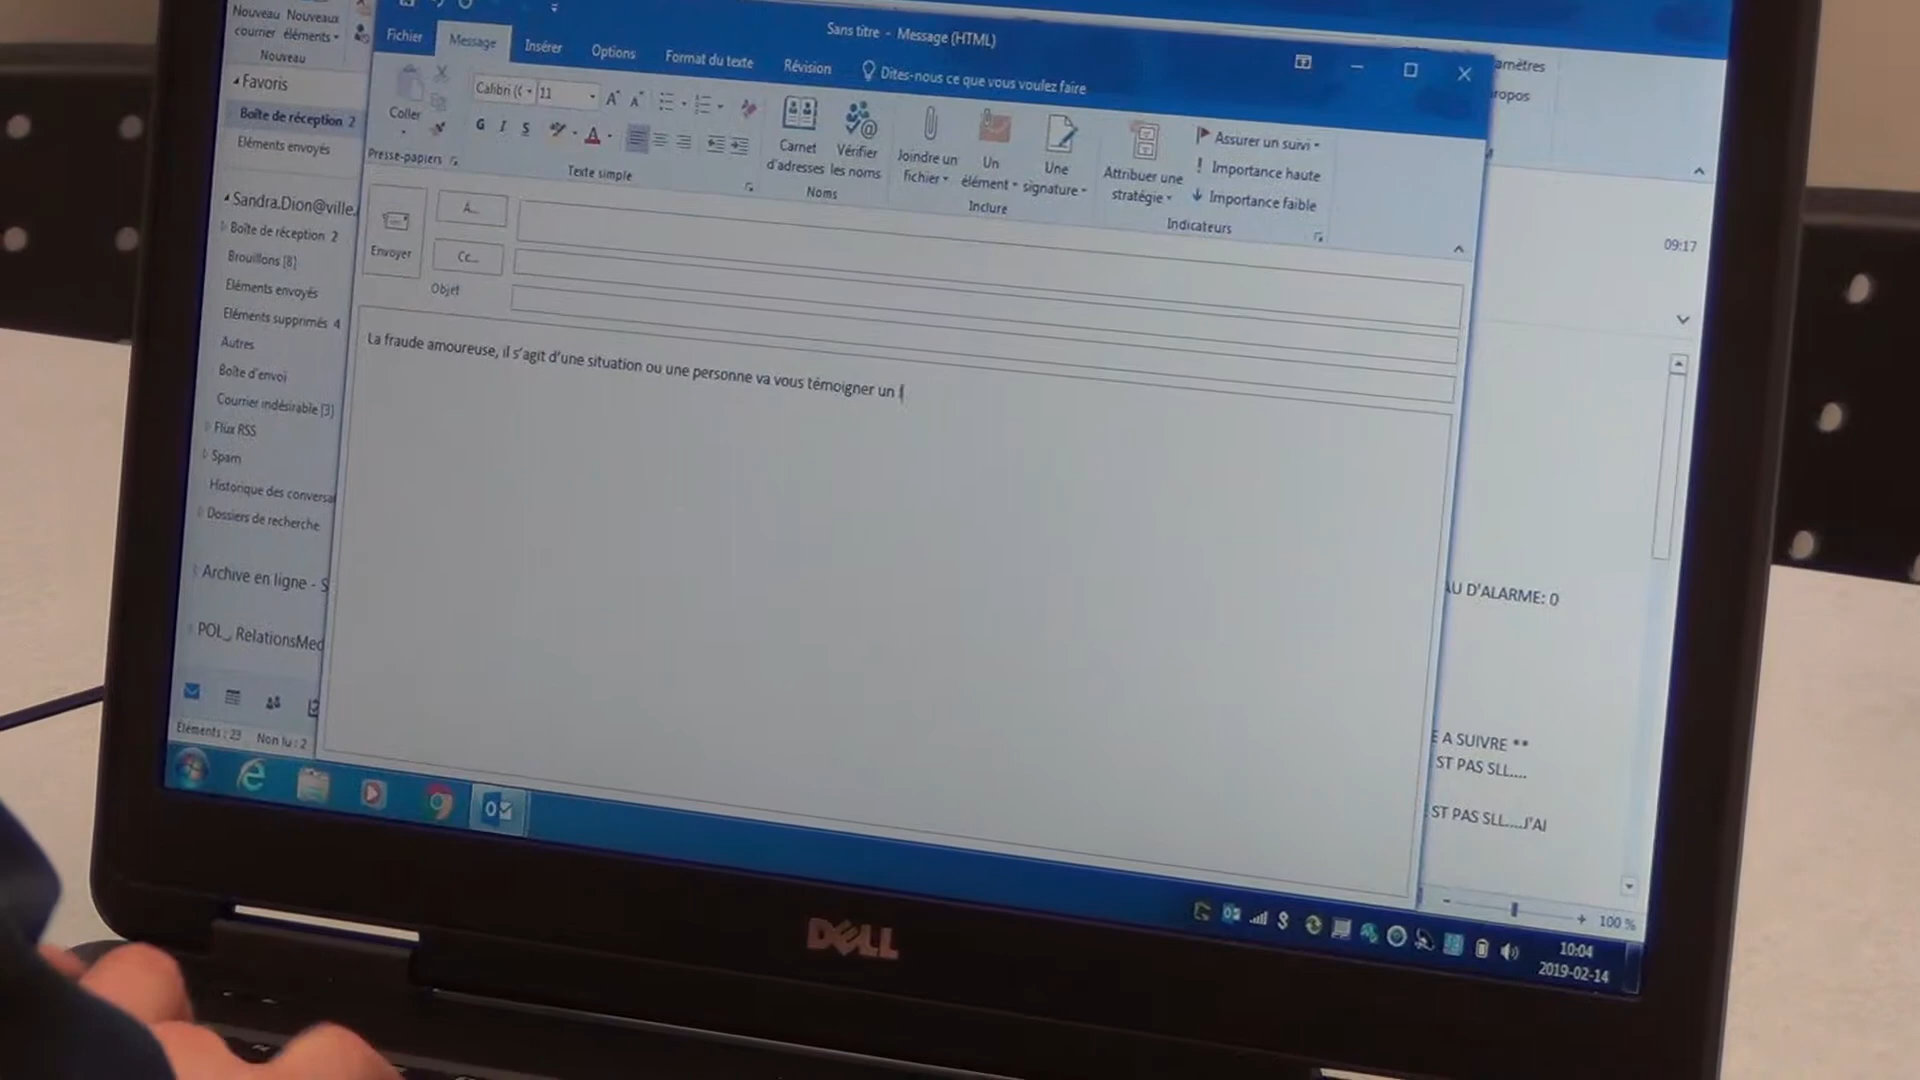 Sans titre - Message (HTML)
Fichier Message Insérer Options Format du texte Révision Dites-nous ce que vous voulez faire
Nouveau courrier
Nouveaux éléments
Nouveau
Coller
Presse-papiers
Calibri (C 11
G I S
Texte simple
Carnet d'adresses
Vérifier les noms
Noms
Joindre un fichier
Un élément
Une signature
Inclure
Attribuer une stratégie
Assurer un suivi
Importance haute
Importance faible
Indicateurs
Envoyer
À...
Cc...
Objet
La fraude amoureuse, il s'agit d'une situation ou une personne va vous témoigner un
Favoris
Boîte de réception 2
Éléments envoyés
Sandra.Dion@ville.
Boîte de réception 2
Brouillons [8]
Éléments envoyés
Éléments supprimés 4
Autres
Boîte d'envoi
Courrier indésirable [3]
Flux RSS
Spam
Historique des conversa
Dossiers de recherche
Archive en ligne - S
POL_ RelationsMed
Éléments : 23 Non lu : 2
amètres
ropos
09:17
AU D'ALARME: 0
E A SUIVRE **
ST PAS SLL....
ST PAS SLL....J'AI
100 %
10:04
2019-02-14
DELL